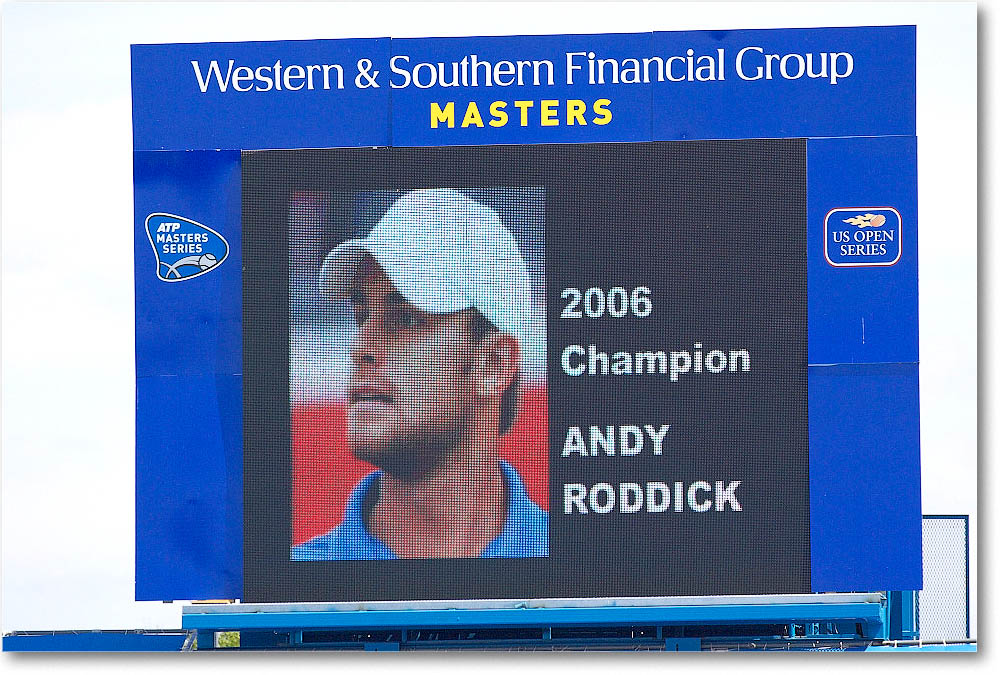 Western & Southern Financial Group
MASTERS
ATP
MASTERS
SERIES
US OPEN
SERIES
2006
Champion
ANDY
RODDICK